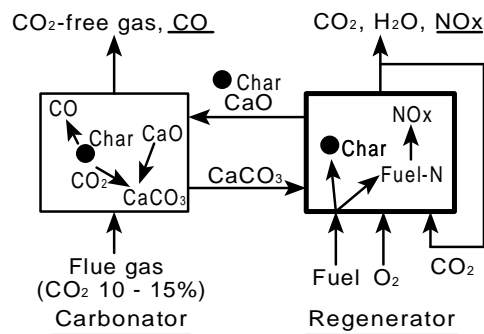 CO₂-free gas, CO
CO₂, H₂O, NOx
Char
CaO
CO
Char
CaO
CO₂
CaCO₃
CaCO₃
NOx
Char
Fuel-N
Flue gas
(CO₂ 10 - 15%)
Fuel
O₂
CO₂
Carbonator
Regenerator